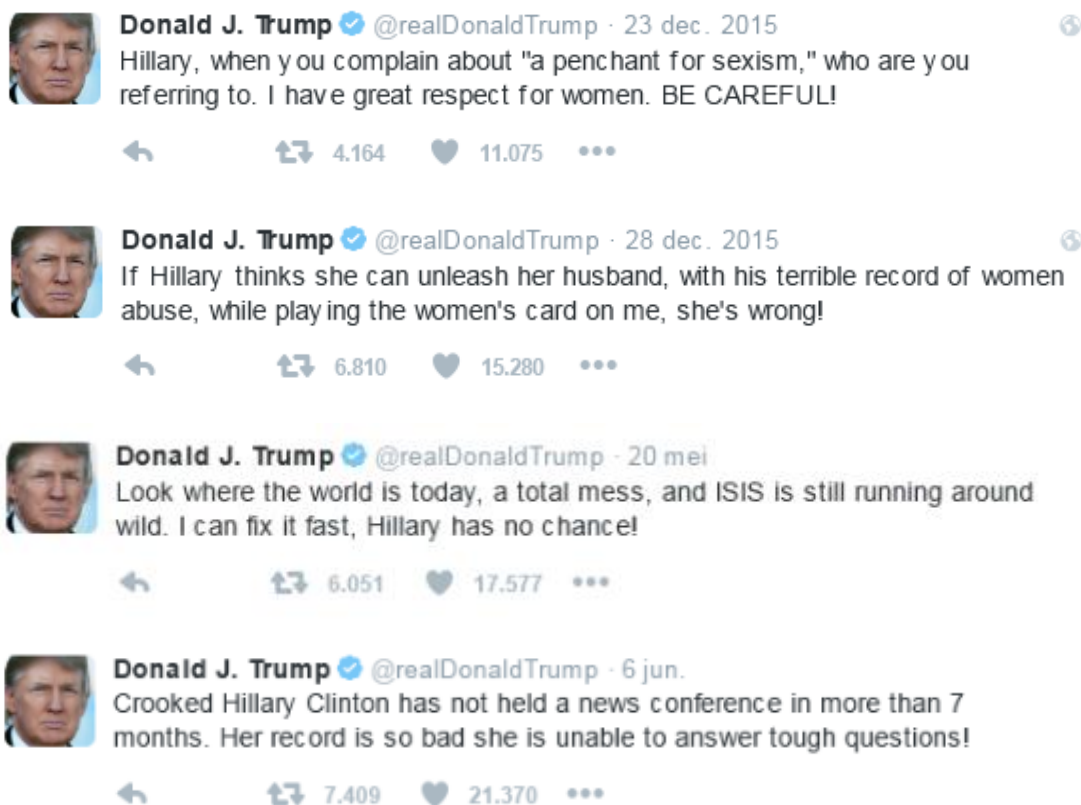 Donald J. Trump @realDonaldTrump · 23 dec. 2015
Hillary, when you complain about "a penchant for sexism," who are you
referring to. I have great respect for women. BE CAREFUL!
4.164 11.075
Donald J. Trump @realDonaldTrump · 28 dec. 2015
If Hillary thinks she can unleash her husband, with his terrible record of women
abuse, while playing the women's card on me, she's wrong!
6.810 15.280
Donald J. Trump @realDonaldTrump · 20 mei
Look where the world is today, a total mess, and ISIS is still running around
wild. I can fix it fast, Hillary has no chance!
6.051 17.577
Donald J. Trump @realDonaldTrump · 6 jun.
Crooked Hillary Clinton has not held a news conference in more than 7
months. Her record is so bad she is unable to answer tough questions!
7.409 21.370